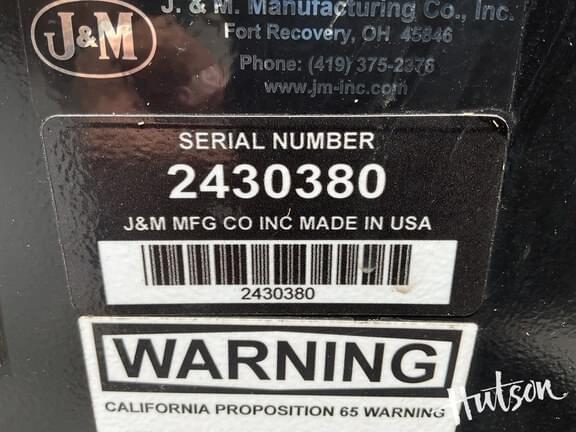 J&M
J. & M. Manufacturing Co., Inc.
Fort Recovery, OH 45846
Phone: (419) 375-2376
www.jm-inc.com
SERIAL NUMBER
2430380
J&M MFG CO INC MADE IN USA
2430380
WARNING
CALIFORNIA PROPOSITION 65 WARNING
Hutson